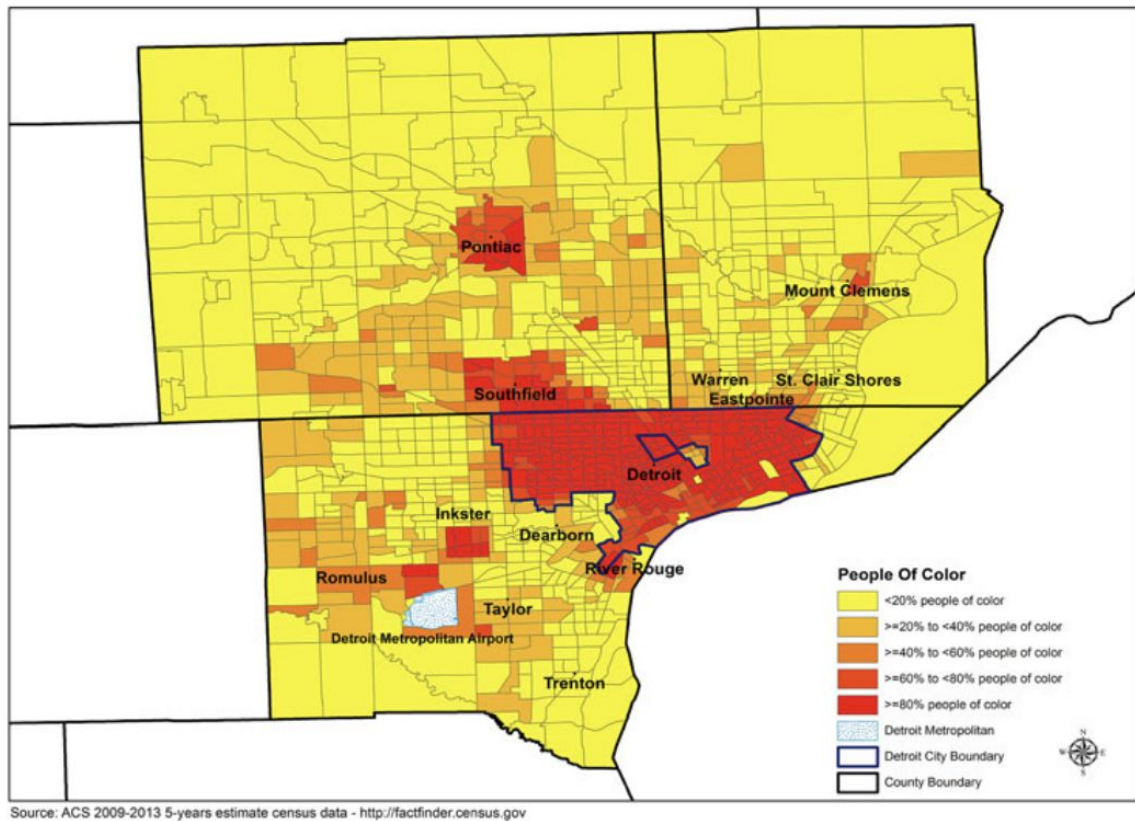 Pontiac
Mount Clemens
Warren
St. Clair Shores
Southfield
Eastpointe
Detroit
Inkster
Dearborn
River Rouge
Romulus
Taylor
Detroit Metropolitan Airport
Trenton
People Of Color
<20% people of color
>=20% to <40% people of color
>=40% to <60% people of color
>=60% to <80% people of color
>=80% people of color
Detroit Metropolitan
Detroit City Boundary
County Boundary
N
W
E
S
Source: ACS 2009-2013 5-years estimate census data - http://factfinder.census.gov